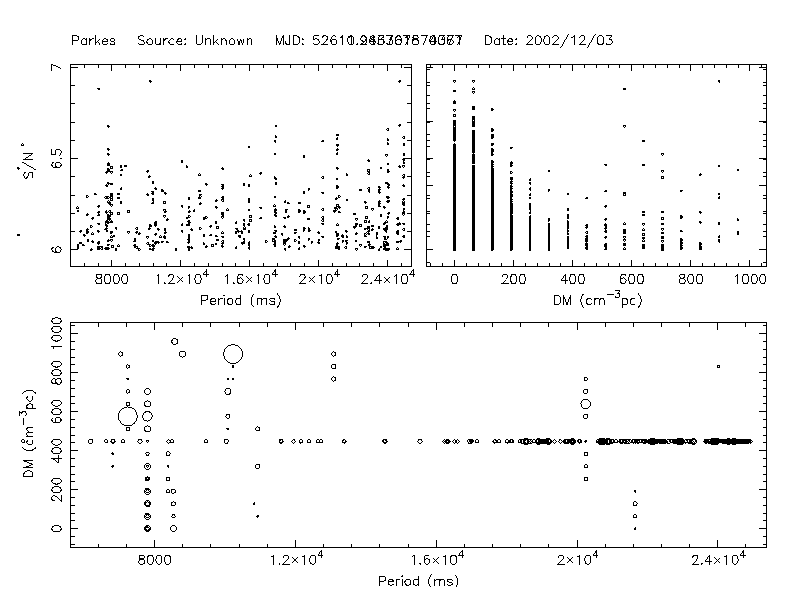 Parkes Source: Unknown MJD: Date: 2002/12/03
7
6.5
6
S/N
8000 1.2×10⁴ 1.6×10⁴ 2×10⁴ 2.4×10⁴
Period (ms)
0 200 400 600 800 1000
DM (cm⁻³pc)
1000
800
600
400
200
0
DM (cm⁻³pc)
8000 1.2×10⁴ 1.6×10⁴ 2×10⁴ 2.4×10⁴
Period (ms)